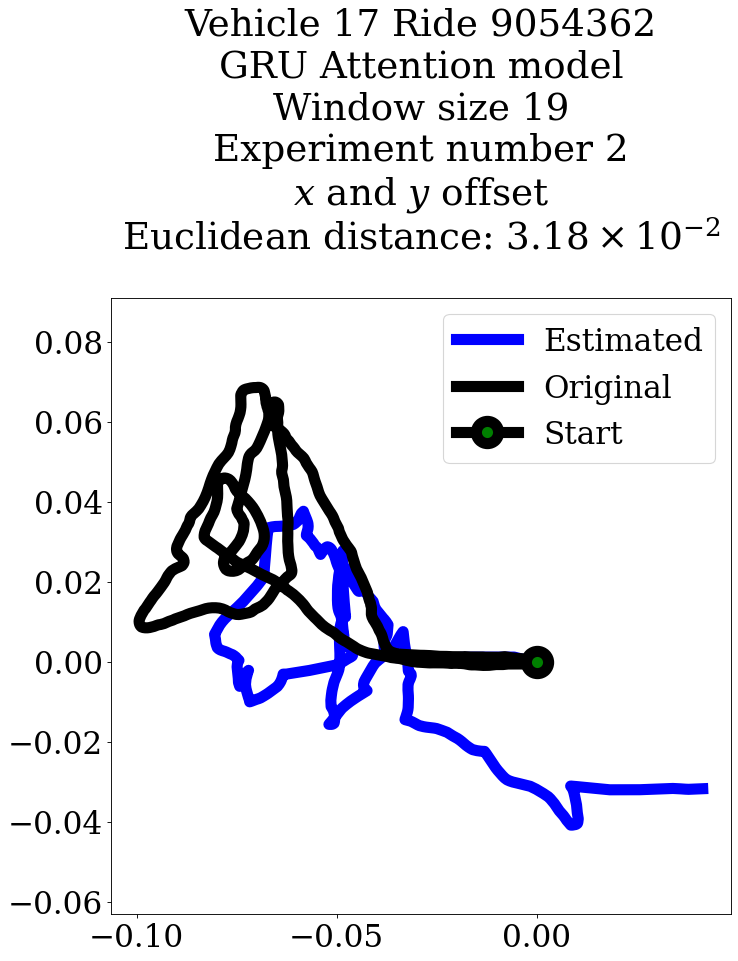 Vehicle 17 Ride 9054362
GRU Attention model
Window size 19
Experiment number 2
x and y offset
Euclidean distance: 3.18 × 10⁻²
Estimated
Original
Start
0.08
0.06
0.04
0.02
0.00
−0.02
−0.04
−0.06
−0.10 −0.05 0.00